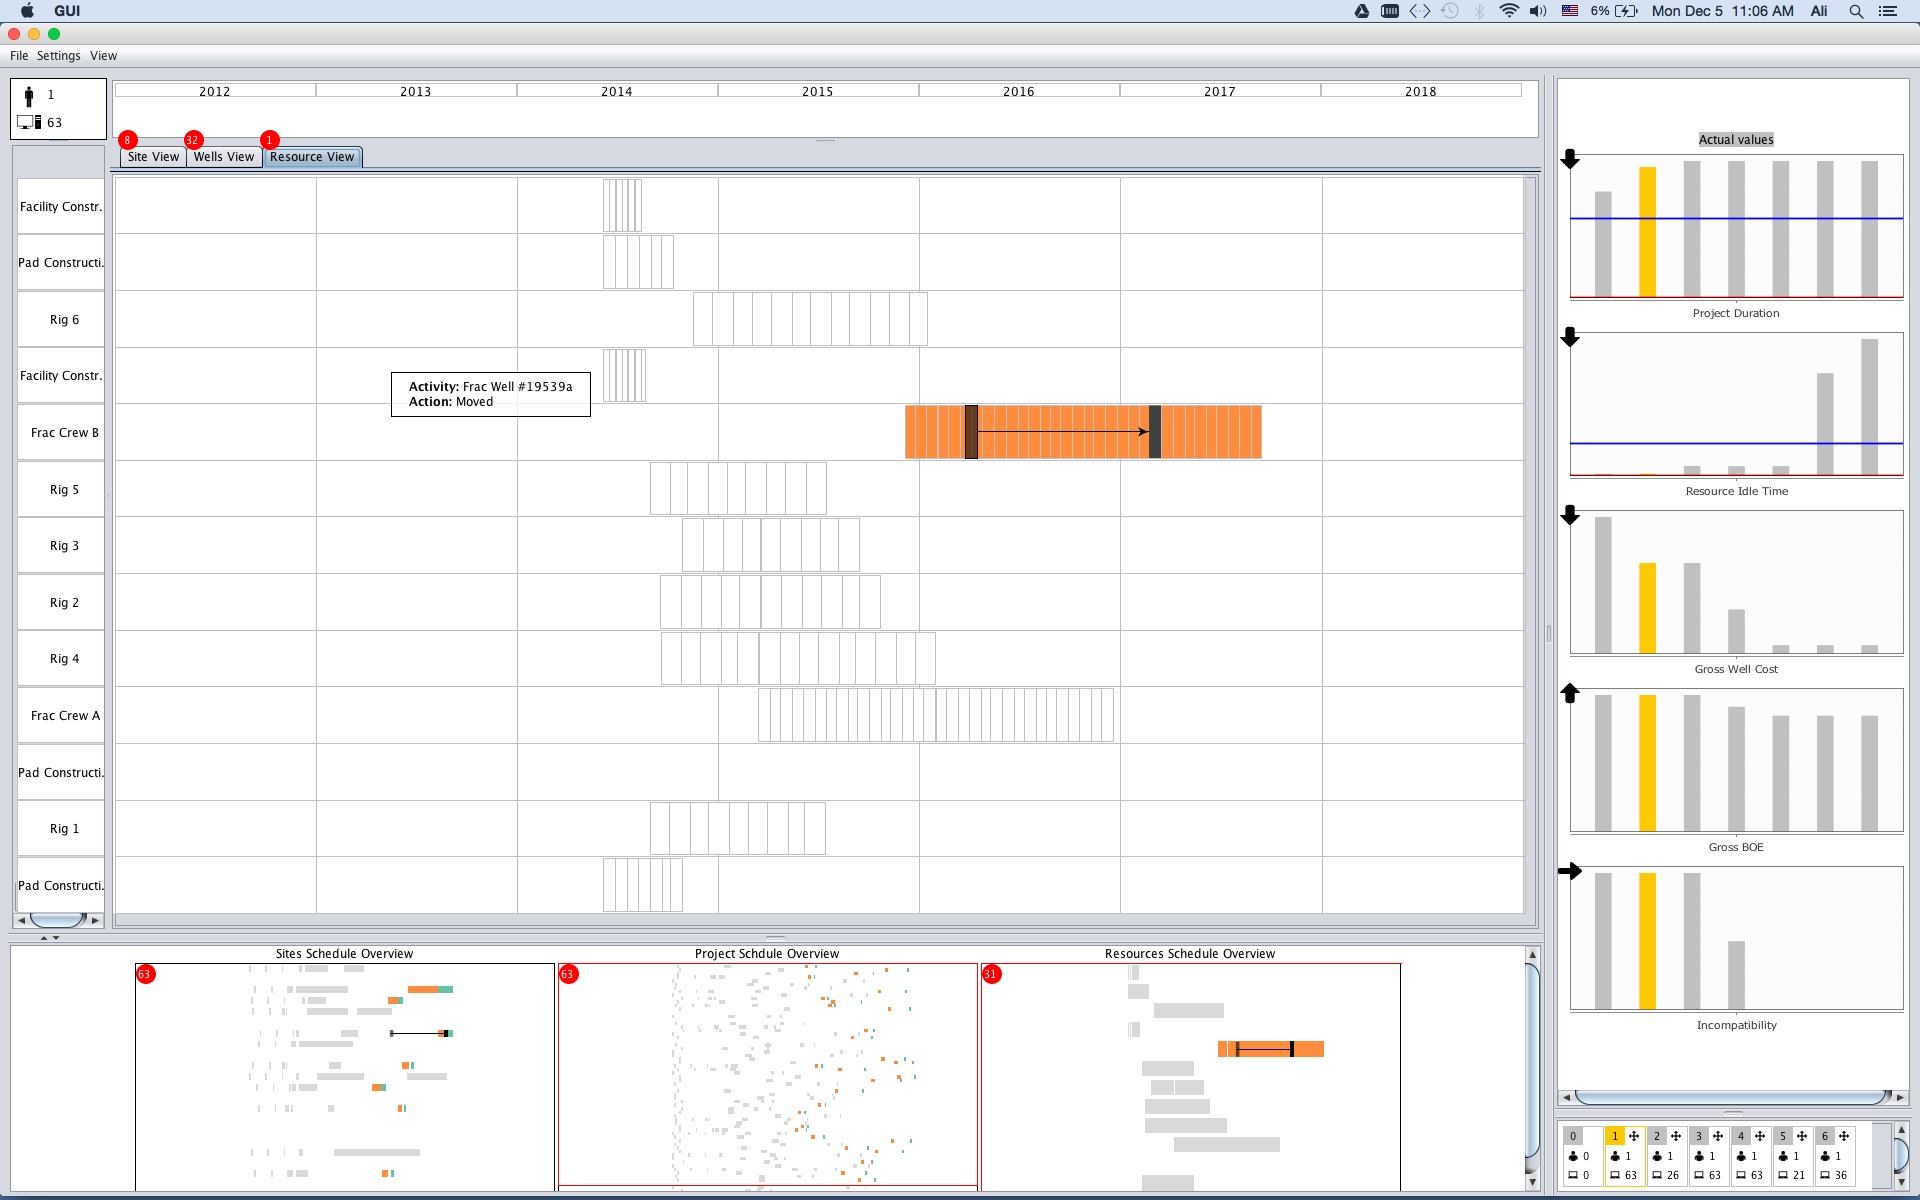 GUI
6%
Mon Dec 5 11:06 AM
Ali
File Settings View
1
63
2012 2013 2014 2015 2016 2017 2018
8 32 1
Site View Wells View Resource View
Facility Constr.
Pad Constructi.
Rig 6
Facility Constr.
Activity: Frac Well #19539a
Action: Moved
Frac Crew B
Rig 5
Rig 3
Rig 2
Rig 4
Frac Crew A
Pad Constructi.
Rig 1
Pad Constructi.
Actual values
Project Duration
Resource Idle Time
Gross Well Cost
Gross BOE
Incompatibility
Sites Schedule Overview
63
Project Schdule Overview
63
Resources Schedule Overview
31
0 1 2 3 4 5 6
0 1 1 1 1 1 1
0 63 26 63 63 21 36